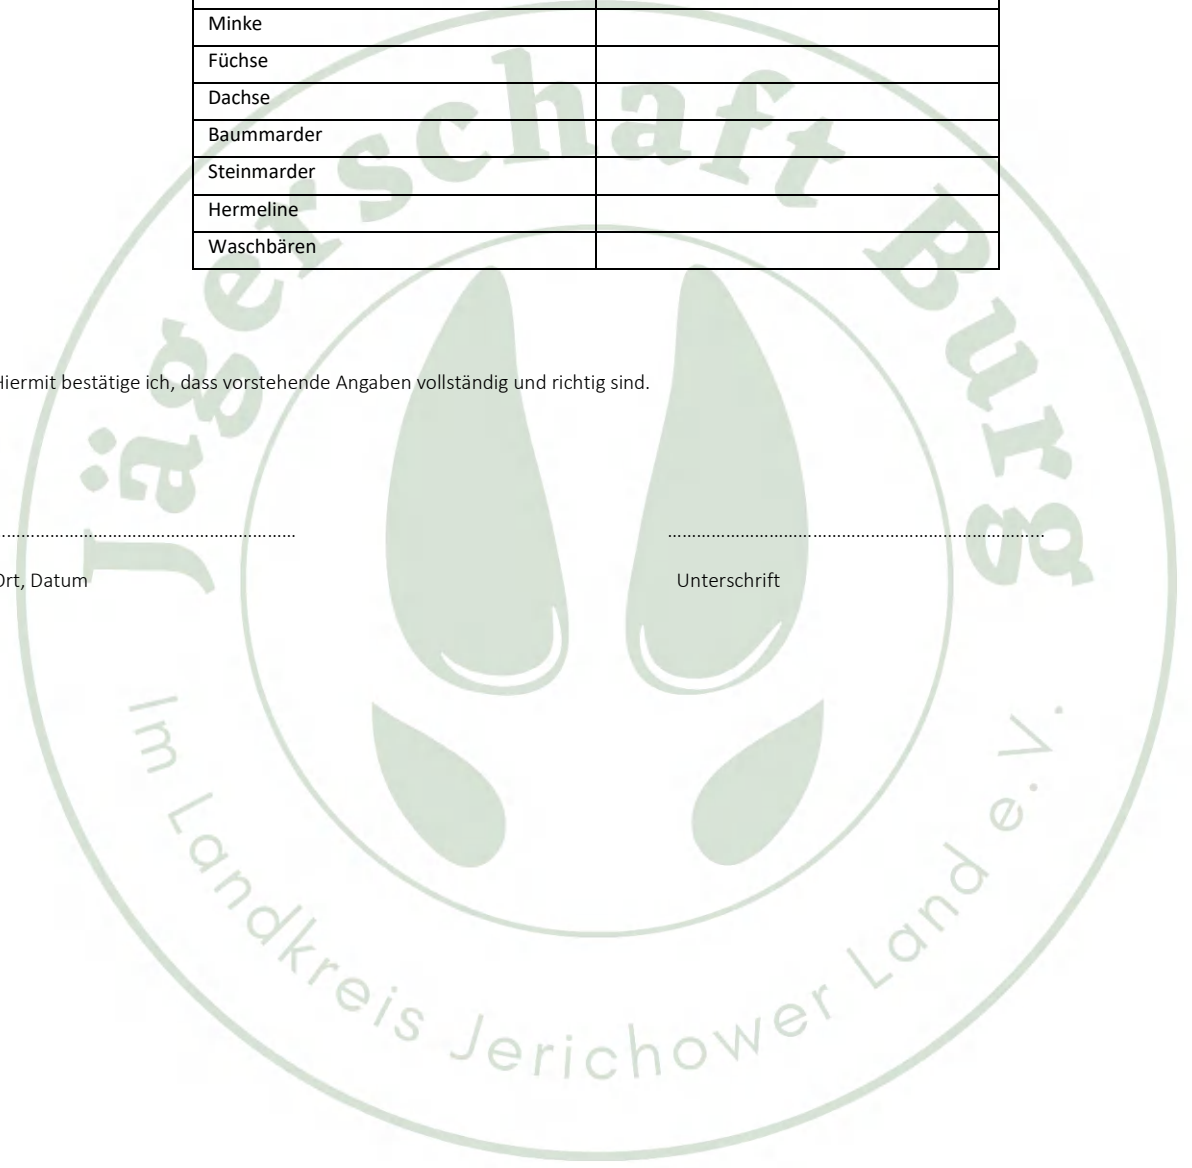 Minke
Füchse
Dachse
Baummarder
Steinmarder
Hermeline
Waschbären
Hiermit bestätige ich, dass vorstehende Angaben vollständig und richtig sind.
........................................................................ ........................................................................
Ort, Datum Unterschrift
Jägerschaft Burg
Im Landkreis Jerichower Land e.V.